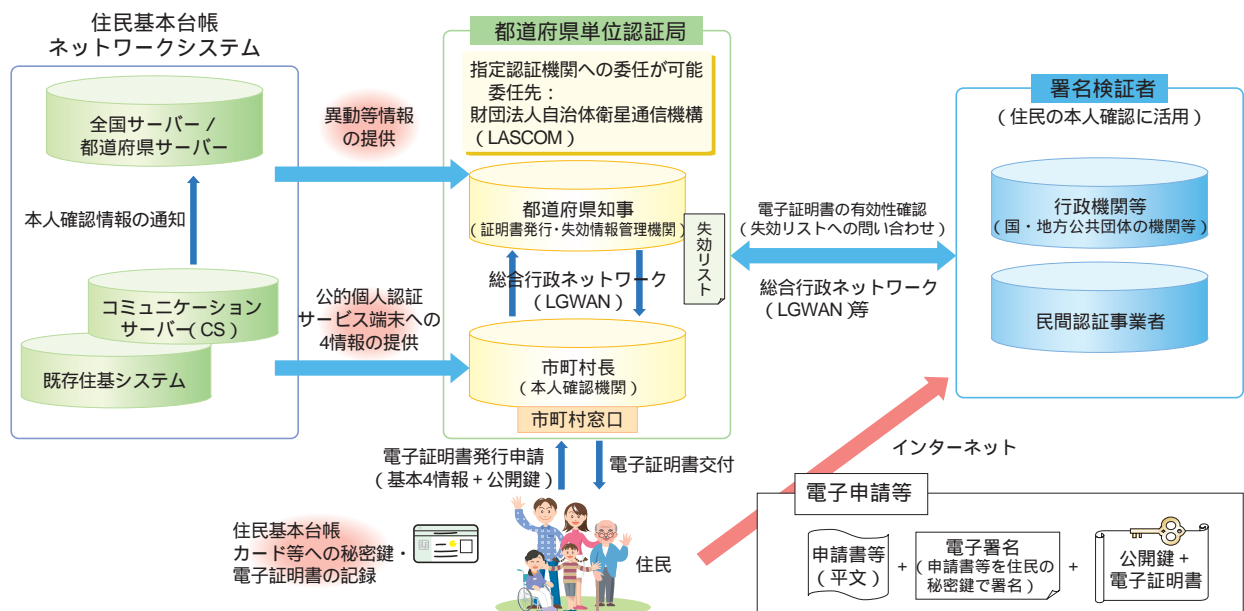 住民基本台帳
ネットワークシステム
全国サーバー /
都道府県サーバー
本人確認情報の通知
コミュニケーション
サーバー(CS)
既存住基システム
異動等情報
の提供
公的個人認証
サービス端末への
4情報の提供
都道府県単位認証局
指定認証機関への委任が可能
委任先:
財団法人自治体衛星通信機構
(LASCOM)
都道府県知事
(証明書発行・失効情報管理機関)
失効リスト
総合行政ネットワーク
(LGWAN)
市町村長
(本人確認機関)
市町村窓口
電子証明書発行申請
(基本4情報+公開鍵)
電子証明書交付
住民基本台帳
カード等への秘密鍵・
電子証明書の記録
住民
電子証明書の有効性確認
(失効リストへの問い合わせ)
総合行政ネットワーク
(LGWAN)等
署名検証者
(住民の本人確認に活用)
行政機関等
(国・地方公共団体の機関等)
民間認証事業者
インターネット
電子申請等
申請書等
(平文)
+
電子署名
(申請書等を住民の
秘密鍵で署名)
+
公開鍵+
電子証明書